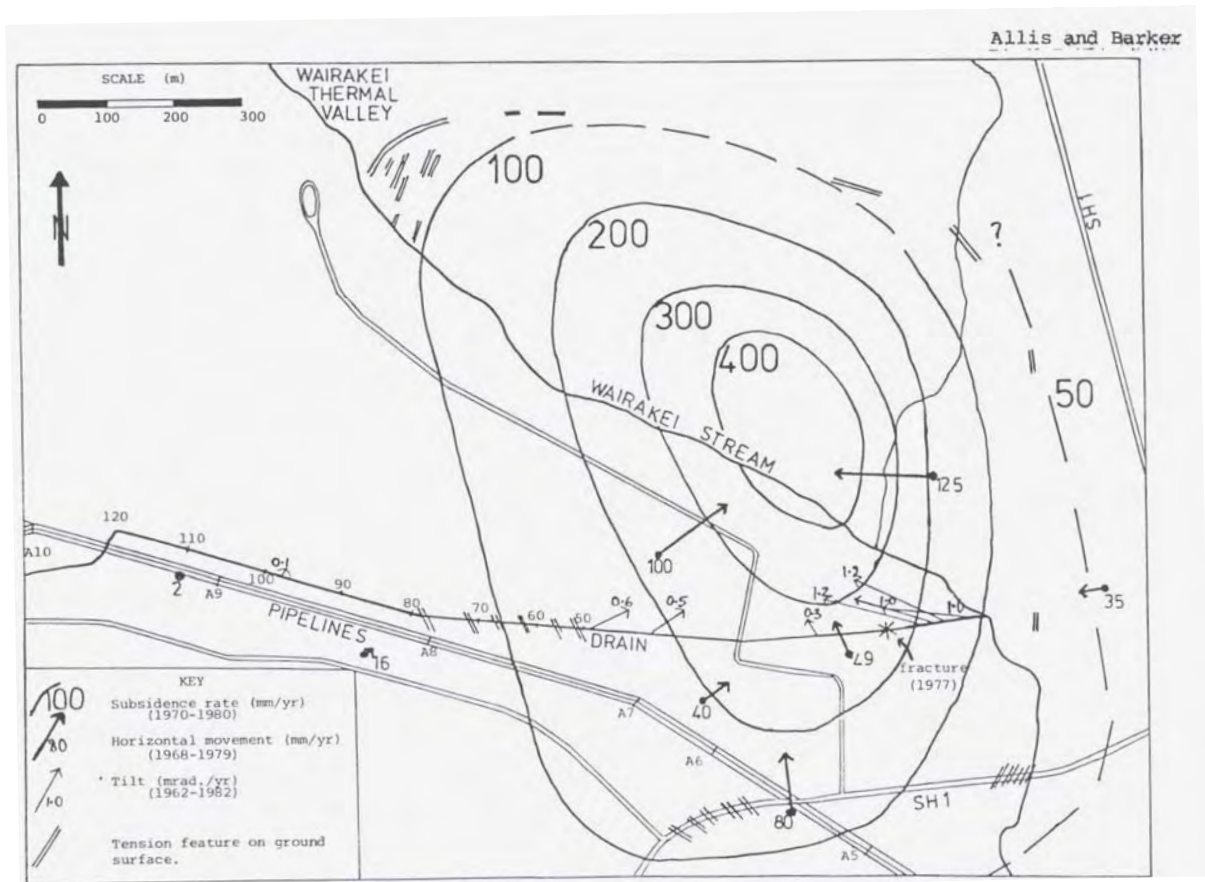 Allis and Barker
SCALE (m)
0 100 200 300
WAIRAKEI
THERMAL
VALLEY
N
100
200
300
400
?
SH1
50
WAIRAKEI STREAM
125
100
35
120
110
A10
0.1
100
90
2
A9
80
70
60
50
0.6
0.5
0.3
1.2
1.2
1.0
1.0
PIPELINES
DRAIN
A8
16
49
fracture
(1977)
40
A7
A6
80
SH1
A5
KEY
100 Subsidence rate (mm/yr)
(1970-1980)
80 Horizontal movement (mm/yr)
(1968-1979)
1.0 Tilt (mrad./yr)
(1962-1982)
Tension feature on ground
surface.